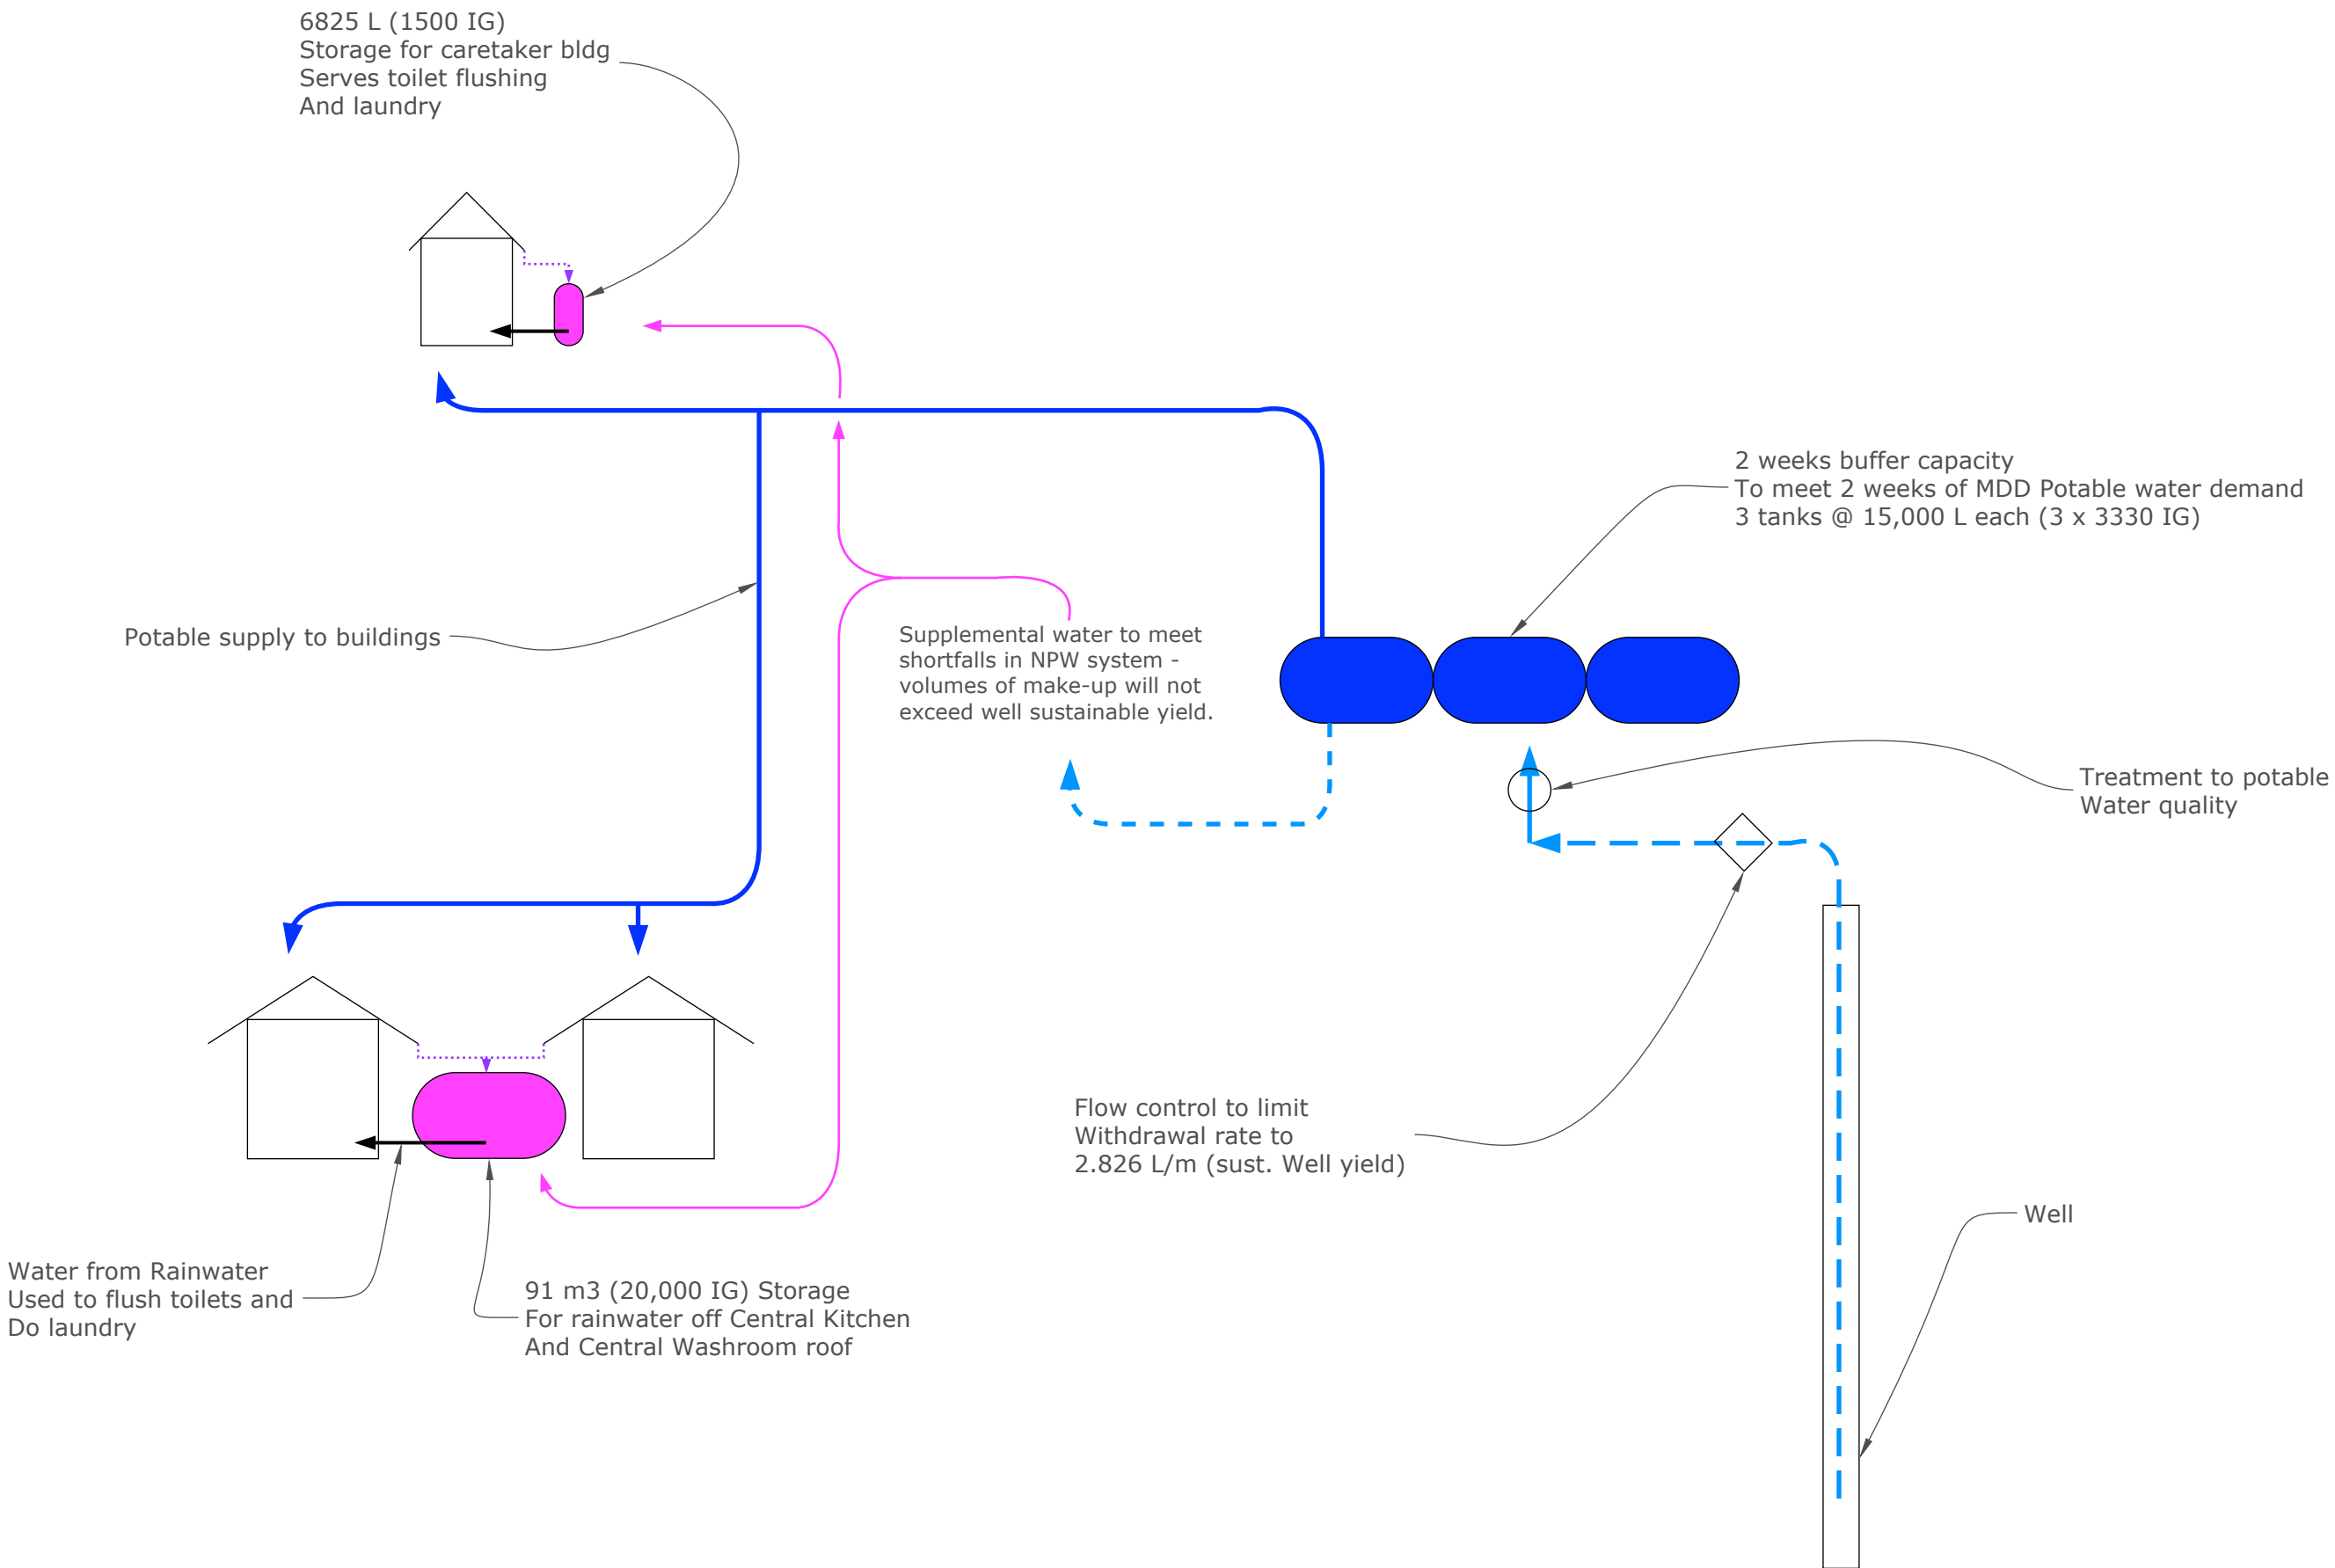 6825 L (1500 IG)
Storage for caretaker bldg
Serves toilet flushing
And laundry
2 weeks buffer capacity
To meet 2 weeks of MDD Potable water demand
3 tanks @ 15,000 L each (3 x 3330 IG)
Potable supply to buildings
Supplemental water to meet
shortfalls in NPW system -
volumes of make-up will not
exceed well sustainable yield.
Treatment to potable
Water quality
Flow control to limit
Withdrawal rate to
2.826 L/m (sust. Well yield)
Well
Water from Rainwater
Used to flush toilets and
Do laundry
91 m3 (20,000 IG) Storage
For rainwater off Central Kitchen
And Central Washroom roof